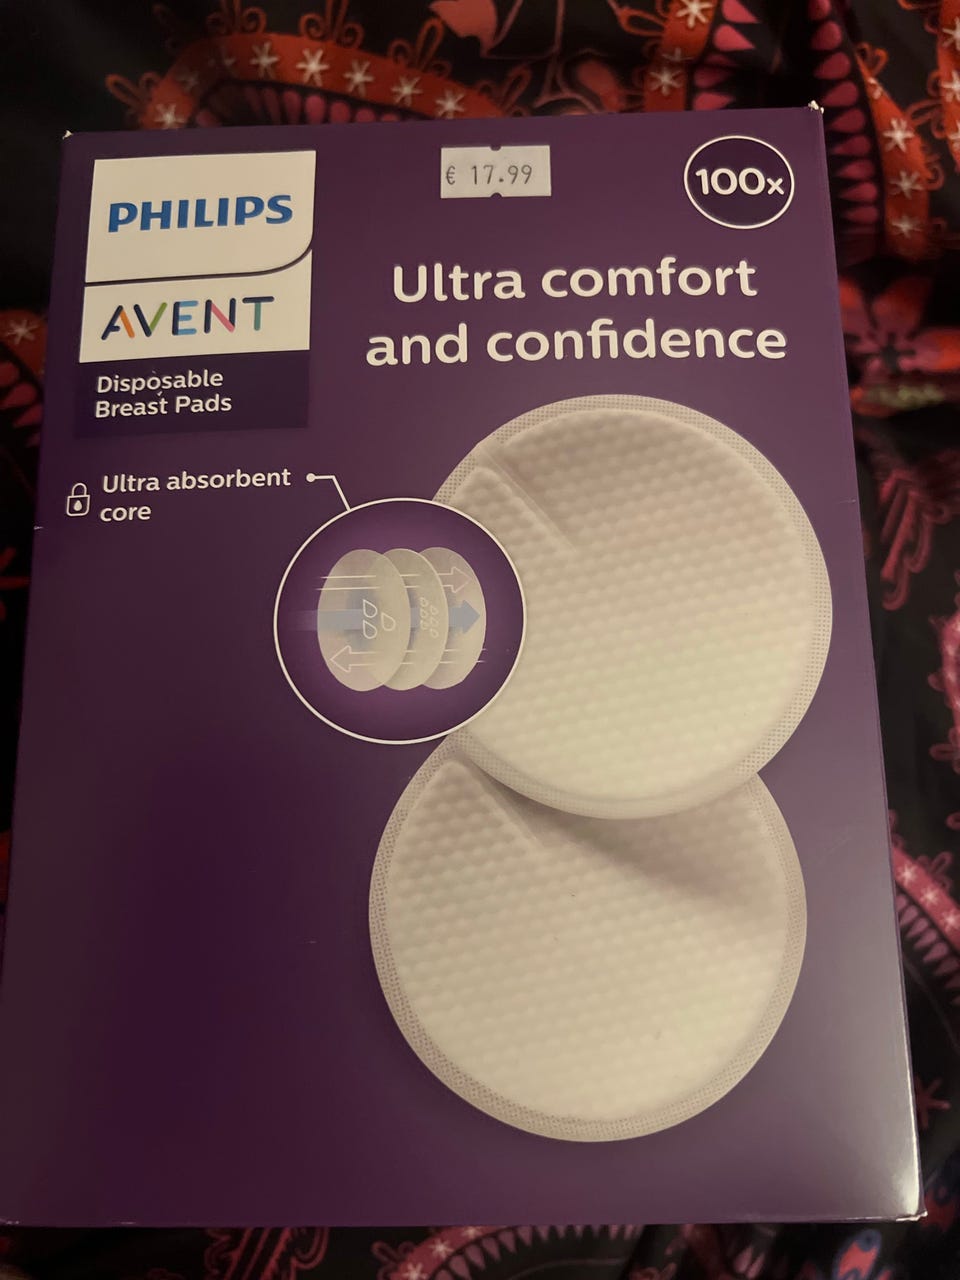 PHILIPS
AVENT
Disposable
Breast Pads
€ 17.99
100x
Ultra comfort
and confidence
Ultra absorbent
core